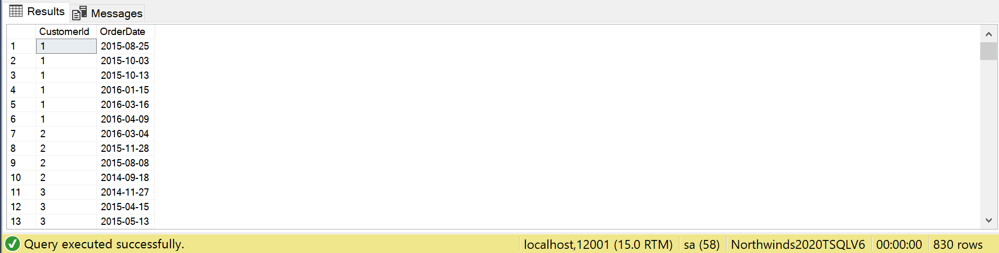 Results Messages
CustomerId OrderDate
1 1 2015-08-25
2 1 2015-10-03
3 1 2015-10-13
4 1 2016-01-15
5 1 2016-03-16
6 1 2016-04-09
7 2 2016-03-04
8 2 2015-11-28
9 2 2015-08-08
10 2 2014-09-18
11 3 2014-11-27
12 3 2015-04-15
13 3 2015-05-13
Query executed successfully. localhost,12001 (15.0 RTM) sa (58) Northwinds2020TSQLV6 00:00:00 830 rows